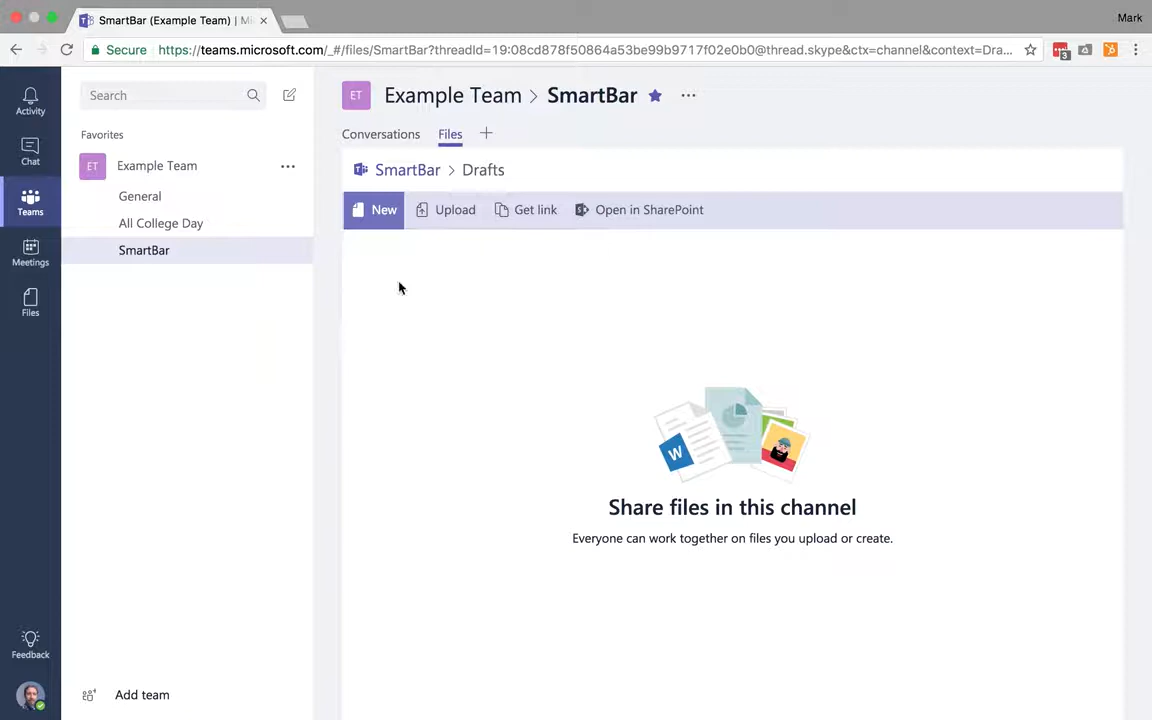 SmartBar (Example Team) | Mi
Mark
Secure https://teams.microsoft.com/_#/files/SmartBar?threadId=19:08cd878f50864a53be99b9717f02e0b0@thread.skype&ctx=channel&context=Dra...
3
Activity
Chat
Teams
Meetings
Files
Feedback
Search
Favorites
ET Example Team ...
General
All College Day
SmartBar
Add team
ET Example Team > SmartBar ...
Conversations Files +
SmartBar > Drafts
New Upload Get link Open in SharePoint
W
Share files in this channel
Everyone can work together on files you upload or create.